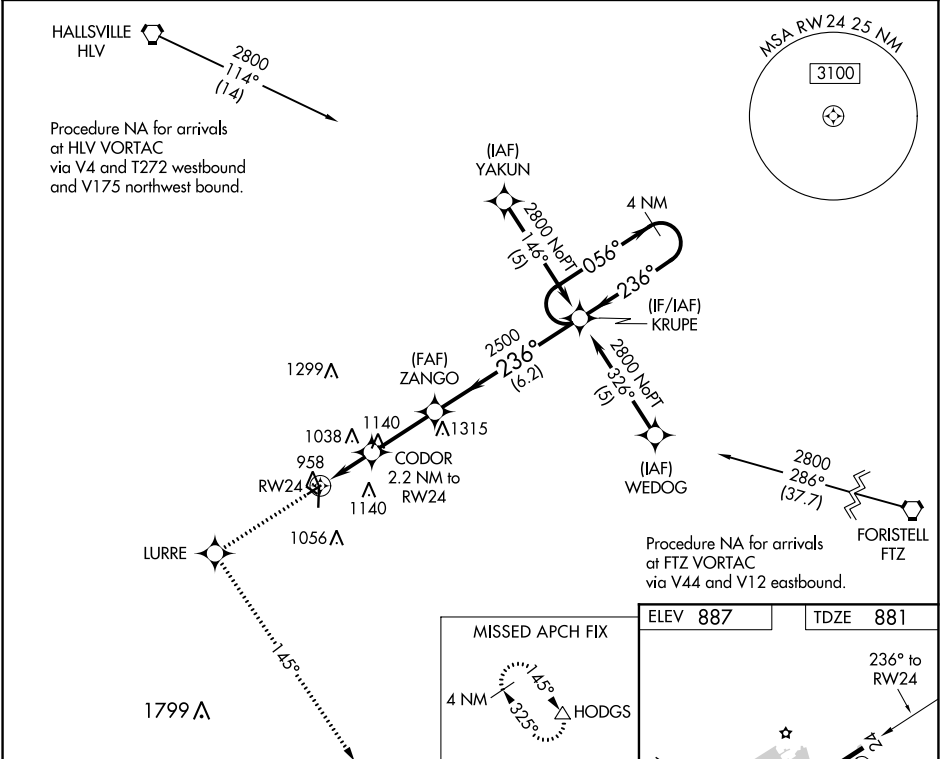 HALLSVILLE
HLV
2800
114°
(14)
MSA RW24 25 NM
3100
Procedure NA for arrivals
at HLV VORTAC
via V4 and T272 westbound
and V175 northwest bound.
(IAF)
YAKUN
2800 NoPT
146°
(5)
4 NM
056°
236°
(IF/IAF)
KRUPE
2500
236°
(6.2)
2800 NoPT
326°
(5)
(FAF)
ZANGO
1299
1315
1140
1038
CODOR
2.2 NM to
RW24
958
RW24
1140
1056
(IAF)
WEDOG
2800
286°
(37.7)
FORISTELL
FTZ
LURRE
Procedure NA for arrivals
at FTZ VORTAC
via V44 and V12 eastbound.
145°
1799
MISSED APCH FIX
4 NM
145°
325°
HODGS
ELEV 887
TDZE 881
236° to
RW24
24